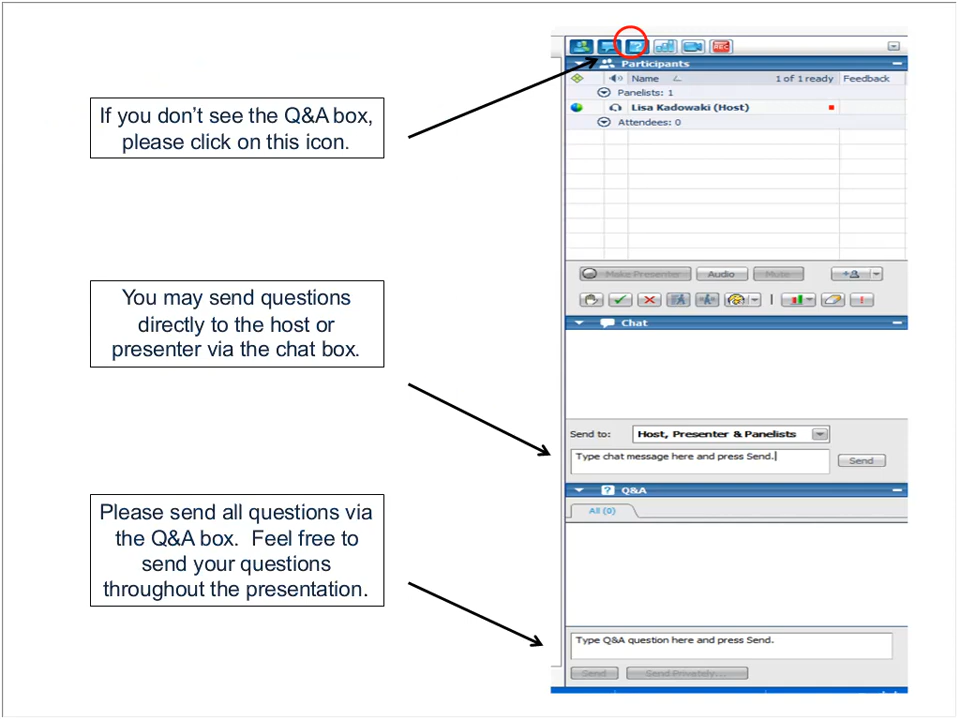 If you don't see the Q&A box,
please click on this icon.
You may send questions
directly to the host or
presenter via the chat box.
Please send all questions via
the Q&A box.  Feel free to
send your questions
throughout the presentation.
REC
Participants
Name 1 of 1 ready Feedback
Panelists: 1
Lisa Kadowaki (Host)
Attendees: 0
Make Presenter Audio Mute
Chat
Send to: Host, Presenter & Panelists
Type chat message here and press Send.
Send
Q&A
All (0)
Type Q&A question here and press Send.
Send Send Privately...